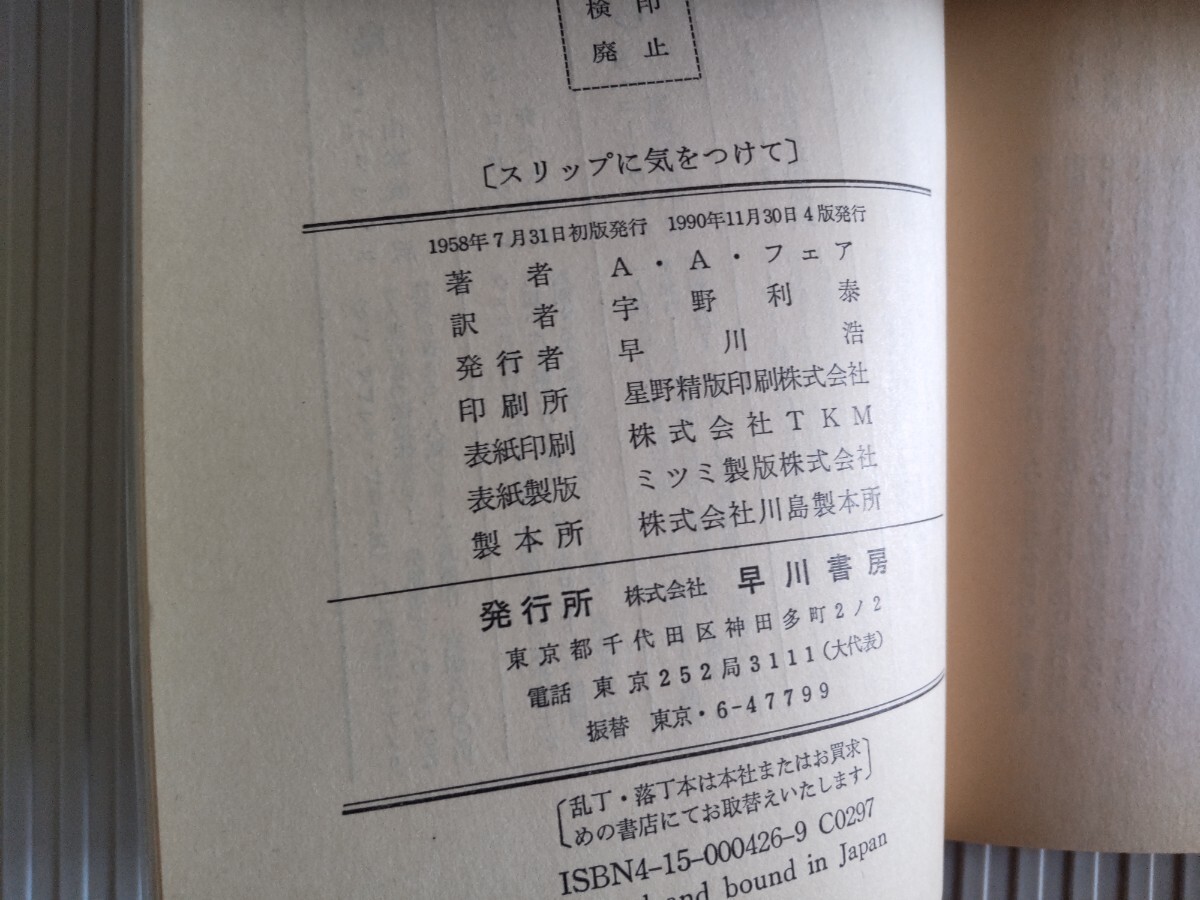 検印
廃止
〔スリップに気をつけて〕
1958年7月31日初版発行 1990年11月30日4版発行
著者 A・A・フェア
訳者 宇野利泰
発行者 早川浩
印刷所 星野精版印刷株式会社
表紙印刷 株式会社TKM
表紙製版 ミツミ製版株式会社
製本所 株式会社川島製本所
発行所 株式会社 早川書房
東京都千代田区神田多町2ノ2
電話 東京252局3111(大代表)
振替 東京・6-47799
〔乱丁・落丁本は本社またはお買求
めの書店にてお取替えいたします〕
ISBN4-15-000426-9 C0297
and bound in Japan